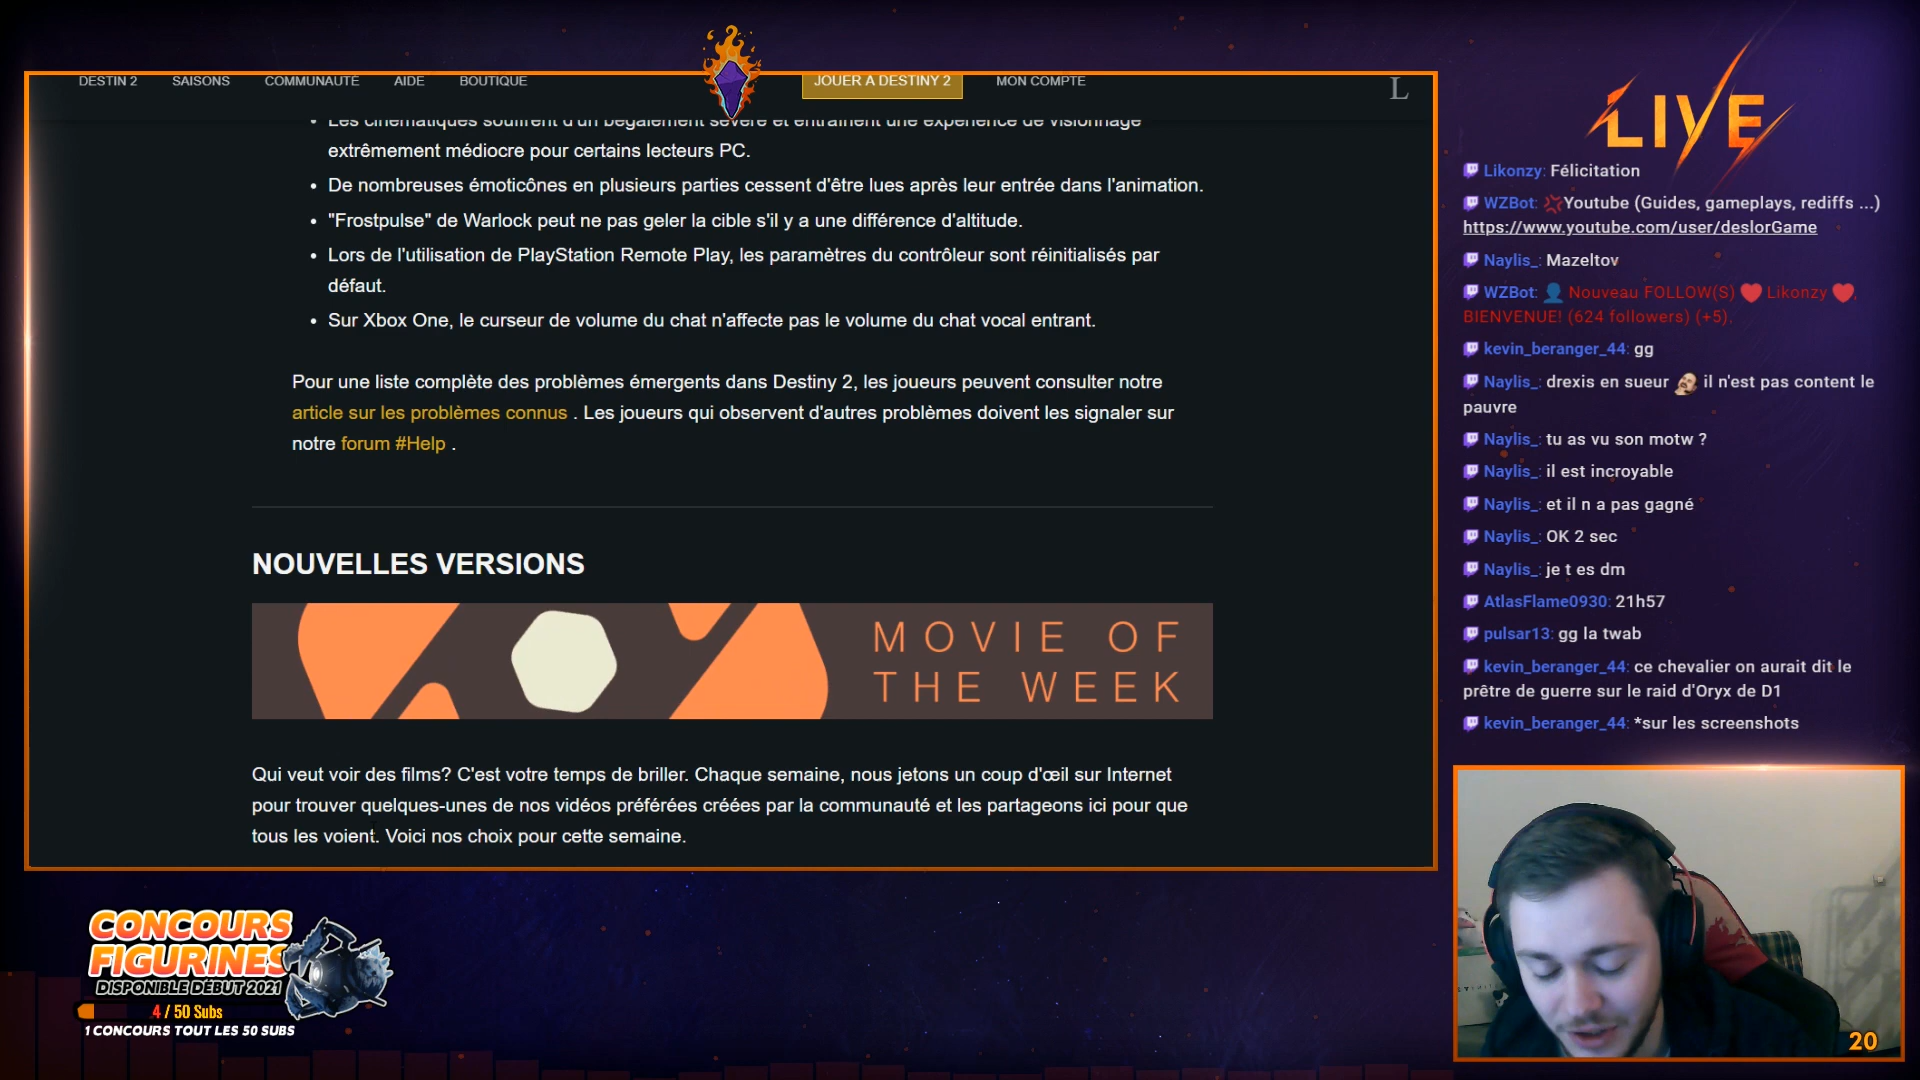 DESTIN 2 SAISONS COMMUNAUTÉ AIDE BOUTIQUE JOUER À DESTINY 2 MON COMPTE L
• Les cinématiques souffrent d'un bégaiement sévère et entraînent une expérience de visionnage
extrêmement médiocre pour certains lecteurs PC.
• De nombreuses émoticônes en plusieurs parties cessent d'être lues après leur entrée dans l'animation.
• "Frostpulse" de Warlock peut ne pas geler la cible s'il y a une différence d'altitude.
• Lors de l'utilisation de PlayStation Remote Play, les paramètres du contrôleur sont réinitialisés par
défaut.
• Sur Xbox One, le curseur de volume du chat n'affecte pas le volume du chat vocal entrant.
Pour une liste complète des problèmes émergents dans Destiny 2, les joueurs peuvent consulter notre
article sur les problèmes connus . Les joueurs qui observent d'autres problèmes doivent les signaler sur
notre forum #Help .
NOUVELLES VERSIONS
MOVIE OF
THE WEEK
Qui veut voir des films? C'est votre temps de briller. Chaque semaine, nous jetons un coup d'œil sur Internet
pour trouver quelques-unes de nos vidéos préférées créées par la communauté et les partageons ici pour que
tous les voient. Voici nos choix pour cette semaine.
LIVE
Likonzy: Félicitation
WZBot: 💢Youtube (Guides, gameplays, rediffs ...)
https://www.youtube.com/user/deslorGame
Naylis_: Mazeltov
WZBot: 👤 Nouveau FOLLOW(S) ❤ Likonzy ❤,
BIENVENUE! (624 followers) (+5).
kevin_beranger_44: gg
Naylis_: drexis en sueur il n'est pas content le
pauvre
Naylis_: tu as vu son motw ?
Naylis_: il est incroyable
Naylis_: et il n a pas gagné
Naylis_: OK 2 sec
Naylis_: je t es dm
AtlasFlame0930: 21h57
pulsar13: gg la twab
kevin_beranger_44: ce chevalier on aurait dit le
prêtre de guerre sur le raid d'Oryx de D1
kevin_beranger_44: *sur les screenshots
CONCOURS
FIGURINES
DISPONIBLE DÉBUT 2021
4 / 50 Subs
1 CONCOURS TOUT LES 50 SUBS
20